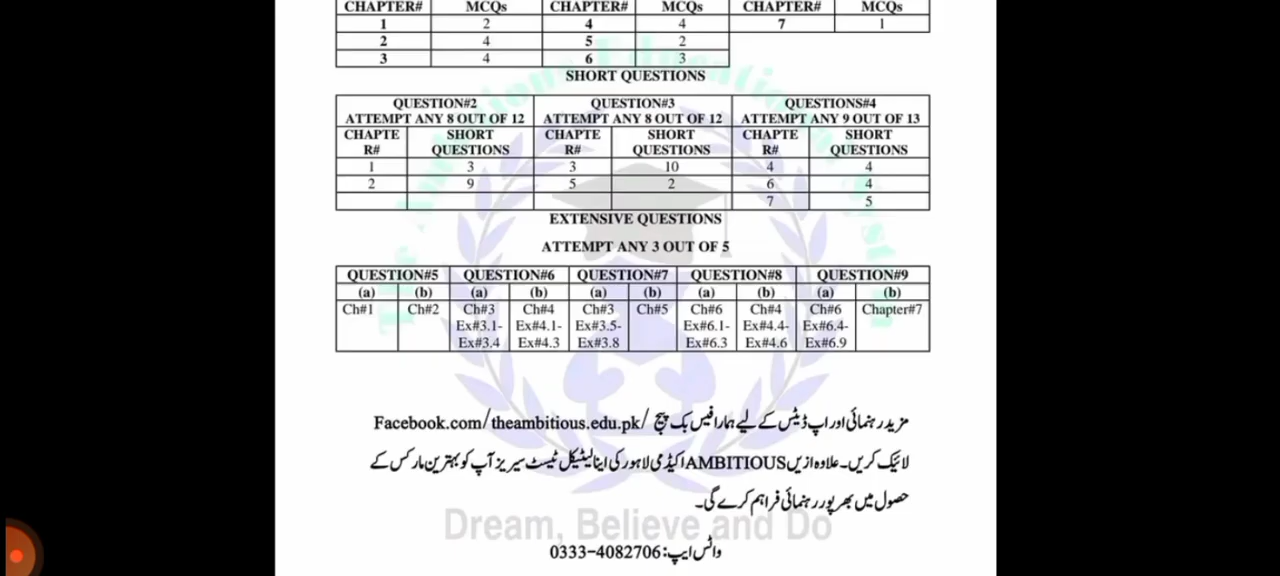 CHAPTER# MCQs CHAPTER# MCQs CHAPTER# MCQs
1 2 4 4 7 1
2 4 5 2
3 4 6 3
SHORT QUESTIONS
QUESTION#2 QUESTION#3 QUESTIONS#4
ATTEMPT ANY 8 OUT OF 12 ATTEMPT ANY 8 OUT OF 12 ATTEMPT ANY 9 OUT OF 13
CHAPTE SHORT CHAPTE SHORT CHAPTE SHORT
R# QUESTIONS R# QUESTIONS R# QUESTIONS
1 3 3 10 4 4
2 9 5 2 6 4
7 5
EXTENSIVE QUESTIONS
ATTEMPT ANY 3 OUT OF 5
QUESTION#5 QUESTION#6 QUESTION#7 QUESTION#8 QUESTION#9
(a) (b) (a) (b) (a) (b) (a) (b) (a) (b)
Ch#1 Ch#2 Ch#3 Ch#4 Ch#3 Ch#5 Ch#6 Ch#4 Ch#6 Chapter#7
Ex#3.1- Ex#4.1- Ex#3.5- Ex#6.1- Ex#4.4- Ex#6.4-
Ex#3.4 Ex#4.3 Ex#3.8 Ex#6.3 Ex#4.6 Ex#6.9
مزید رہنمائی اور اپ ڈیٹس کے لیے ہمارا فیس بک پیج Facebook.com/theambitious.edu.pk/
لائیک کریں۔ علاوہ ازیں AMBITIOUS اکیڈمی لاہور کی اینالیٹیکل ٹیسٹ سیریز آپ کو بہترین مارکس کے
حصول میں بھرپور رہنمائی فراہم کرے گی۔
Dream, Believe and Do
واٹس ایپ: 0333-4082706